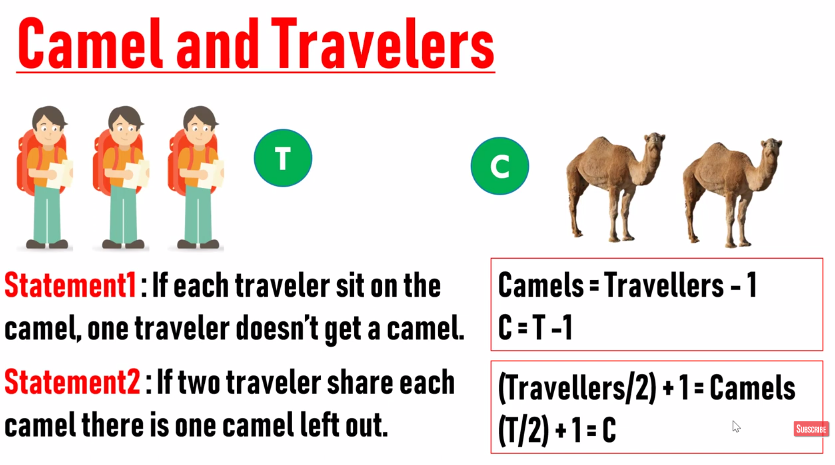 Camel and Travelers
T
C
Statement1 : If each traveler sit on the
camel, one traveler doesn't get a camel.
Camels = Travellers - 1
C = T -1
Statement2 : If two traveler share each
camel there is one camel left out.
(Travellers/2) + 1 = Camels
(T/2) + 1 = C
SUBSCRIBE